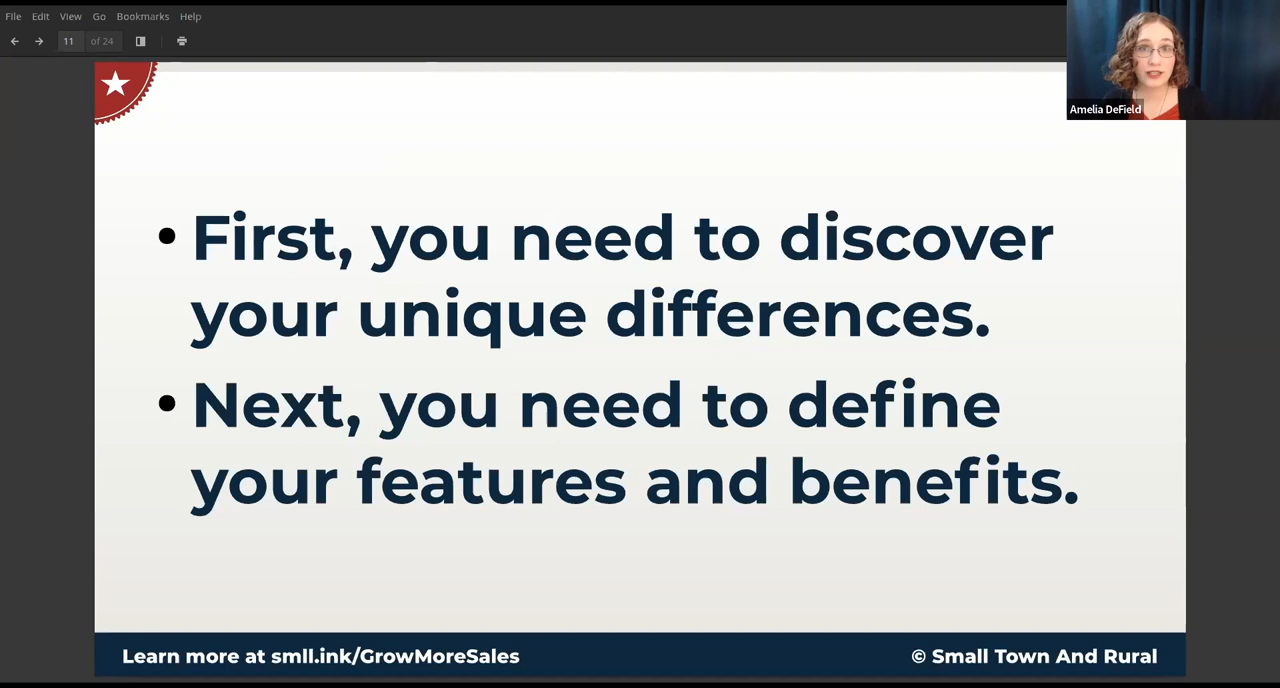 File Edit View Go Bookmarks Help
11 of 24
Amelia DeField
• First, you need to discover
your unique differences.
• Next, you need to define
your features and benefits.
Learn more at smll.ink/GrowMoreSales
© Small Town And Rural